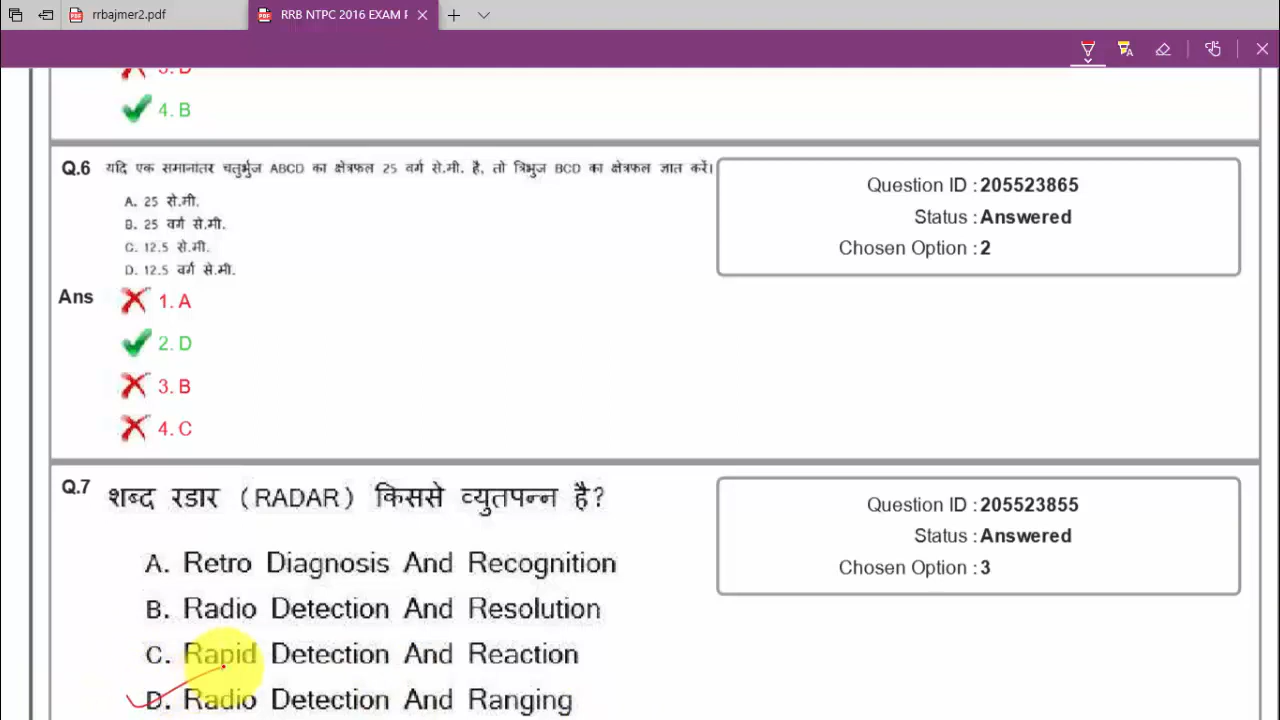 rrbajmer2.pdf
RRB NTPC 2016 EXAM F
4. B
Q.6 यदि एक समानांतर चतुर्भुज ABCD का क्षेत्रफल 25 वर्ग से.मी. है, तो त्रिभुज BCD का क्षेत्रफल ज्ञात करें।
A. 25 से.मी.
B. 25 वर्ग से.मी.
C. 12.5 से.मी.
D. 12.5 वर्ग से.मी.
Question ID : 205523865
Status : Answered
Chosen Option : 2
Ans
1. A
2. D
3. B
4. C
Q.7 शब्द रडार (RADAR) किससे व्युतपन्न है?
A. Retro Diagnosis And Recognition
B. Radio Detection And Resolution
C. Rapid Detection And Reaction
D. Radio Detection And Ranging
Question ID : 205523855
Status : Answered
Chosen Option : 3